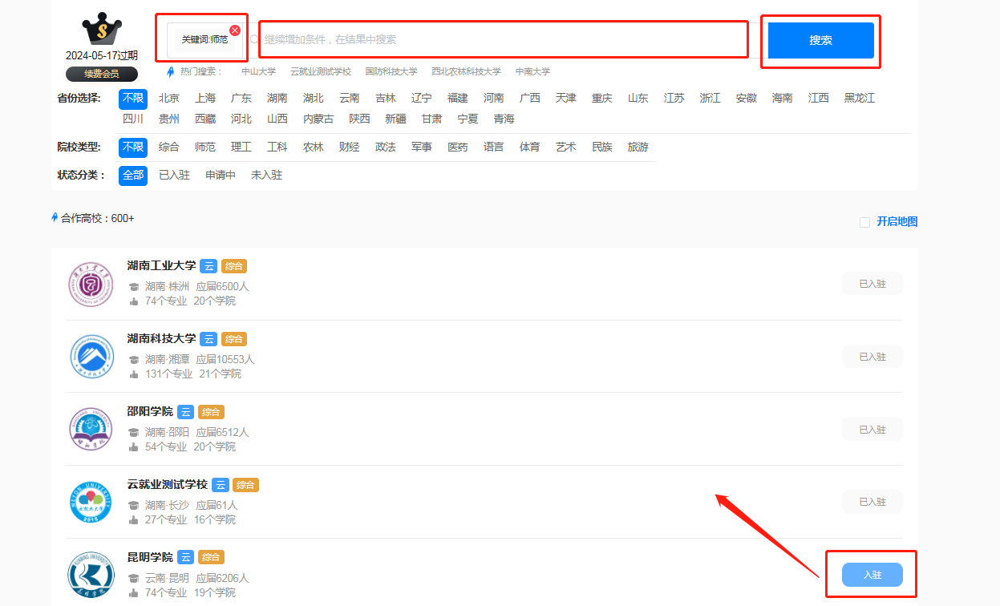 关键词:师范
继续增加条件，在结果中搜索
搜索
2024-05-17过期
续费会员
热门搜索： 中山大学 云就业测试学校 国防科技大学 西北农林科技大学 中南大学
省份选择: 不限 北京 上海 广东 湖南 湖北 云南 吉林 辽宁 福建 河南 广西 天津 重庆 山东 江苏 浙江 安徽 海南 江西 黑龙江
四川 贵州 西藏 河北 山西 内蒙古 陕西 新疆 甘肃 宁夏 青海
院校类型: 不限 综合 师范 理工 工科 农林 财经 政法 军事 医药 语言 体育 艺术 民族 旅游
状态分类： 全部 已入驻 申请中 未入驻
合作高校：600+
开启地图
湖南工业大学 云 综合
湖南·株洲 应届6500人
74个专业 20个学院
已入驻
湖南科技大学 云 综合
湖南·湘潭 应届10553人
131个专业 21个学院
已入驻
邵阳学院 云 综合
湖南·邵阳 应届6512人
54个专业 20个学院
已入驻
云就业测试学校 云 综合
湖南·长沙 应届61人
27个专业 16个学院
已入驻
昆明学院 云 综合
云南·昆明 应届6206人
74个专业 19个学院
入驻